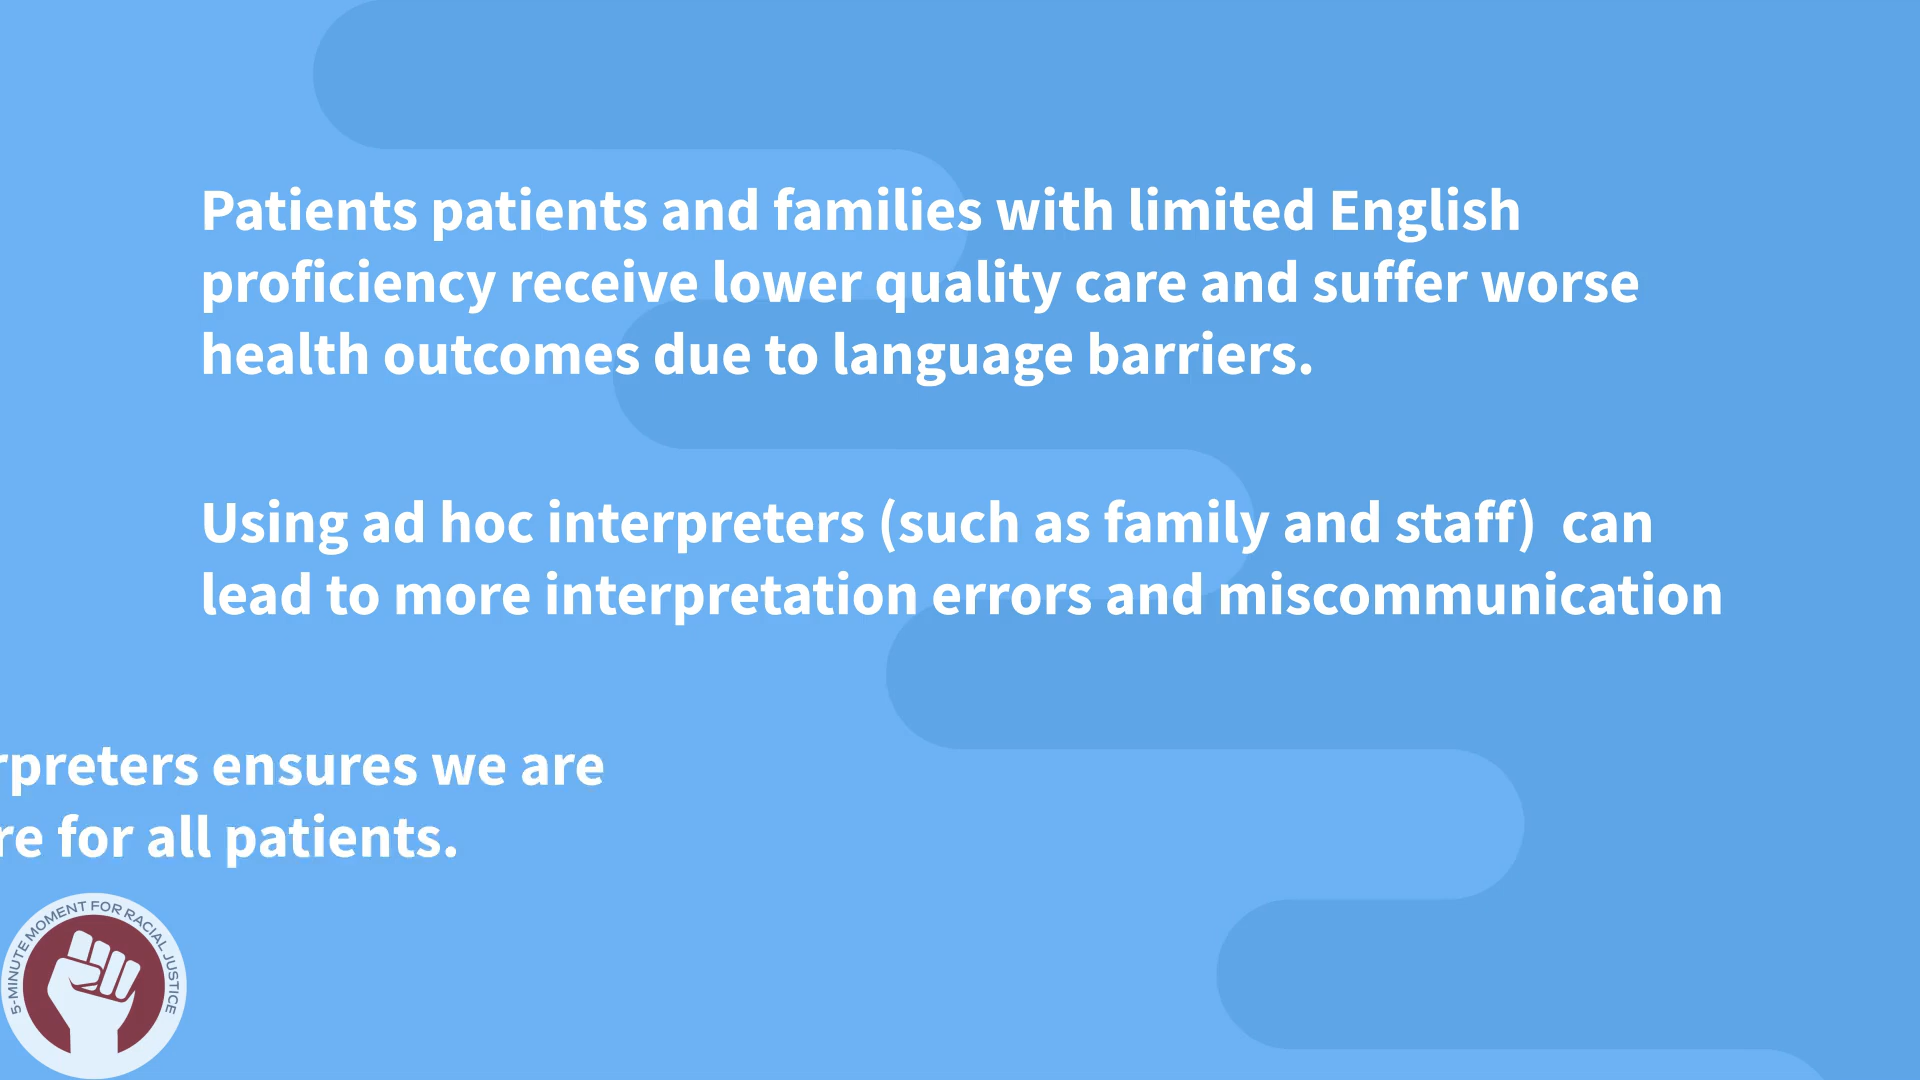 Patients patients and families with limited English
proficiency receive lower quality care and suffer worse
health outcomes due to language barriers.
Using ad hoc interpreters (such as family and staff)  can
lead to more interpretation errors and miscommunication
rpreters ensures we are
re for all patients.
5-MINUTE MOMENT FOR RACIAL JUSTICE